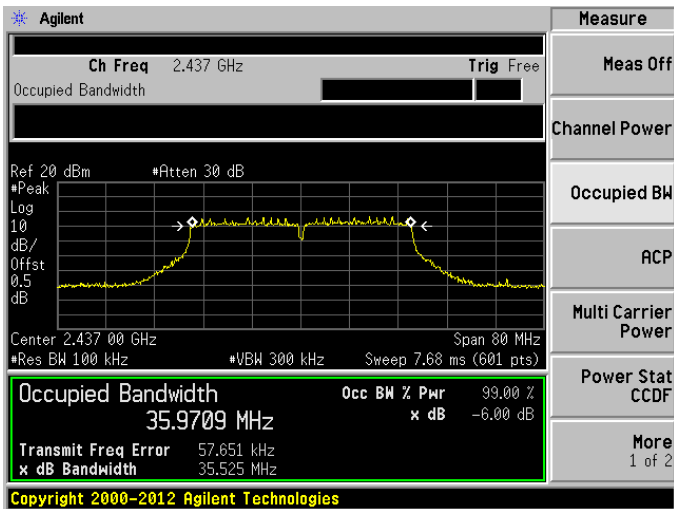 Agilent
Measure
Ch Freq 2.437 GHz Trig Free
Occupied Bandwidth
Meas Off
Channel Power
Occupied BW
ACP
Multi Carrier
Power
Power Stat
CCDF
More
1 of 2
Ref 20 dBm #Atten 30 dB
#Peak
Log
10
dB/
Offst
0.5
dB
Center 2.437 00 GHz Span 80 MHz
#Res BW 100 kHz #VBW 300 kHz Sweep 7.68 ms (601 pts)
Occupied Bandwidth Occ BW % Pwr 99.00 %
35.9709 MHz x dB -6.00 dB
Transmit Freq Error 57.651 kHz
x dB Bandwidth 35.525 MHz
Copyright 2000-2012 Agilent Technologies